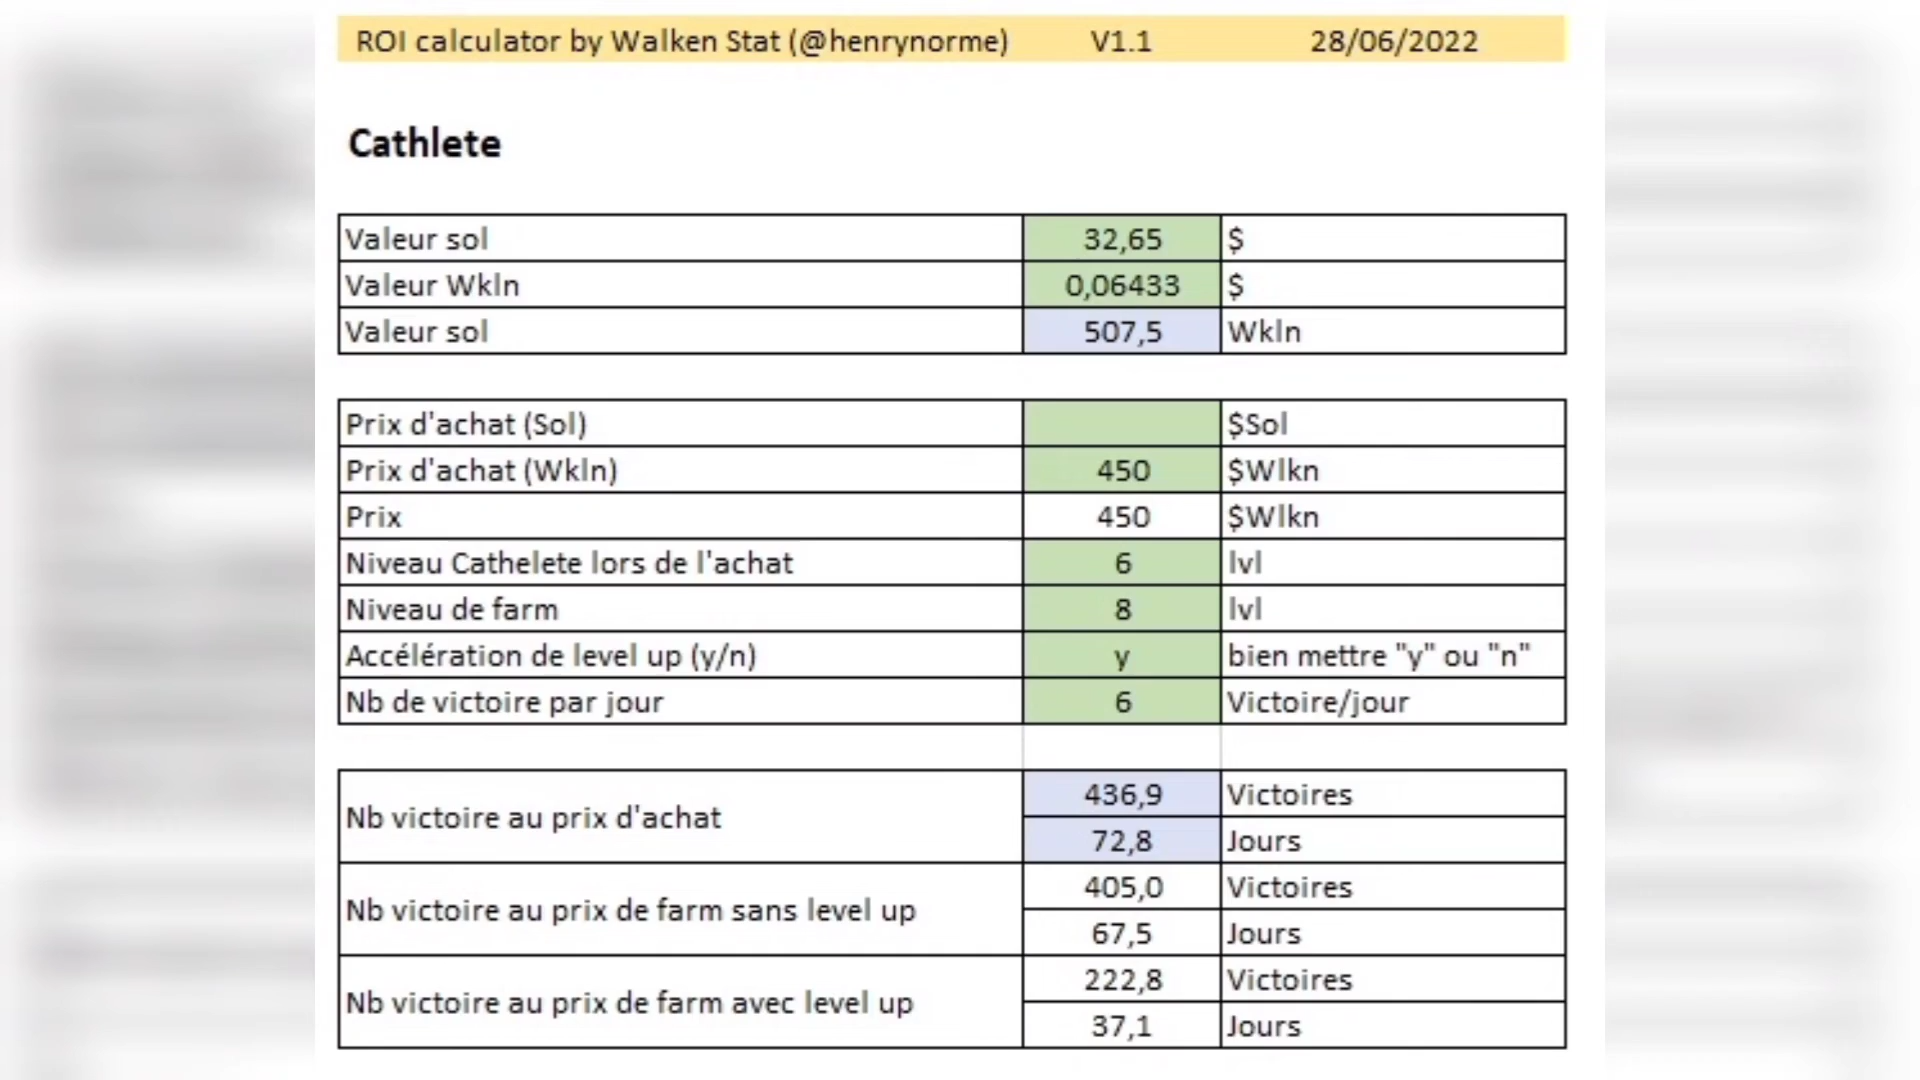 ROI calculator by Walken Stat (@henrynorme) V1.1 28/06/2022
Cathlete
Valeur sol 32,65 $
Valeur Wkln 0,06433 $
Valeur sol 507,5 Wkln
Prix d'achat (Sol) $Sol
Prix d'achat (Wkln) 450 $Wlkn
Prix 450 $Wlkn
Niveau Cathelete lors de l'achat 6 lvl
Niveau de farm 8 lvl
Accélération de level up (y/n) y bien mettre "y" ou "n"
Nb de victoire par jour 6 Victoire/jour
Nb victoire au prix d'achat 436,9 Victoires
72,8 Jours
Nb victoire au prix de farm sans level up 405,0 Victoires
67,5 Jours
Nb victoire au prix de farm avec level up 222,8 Victoires
37,1 Jours